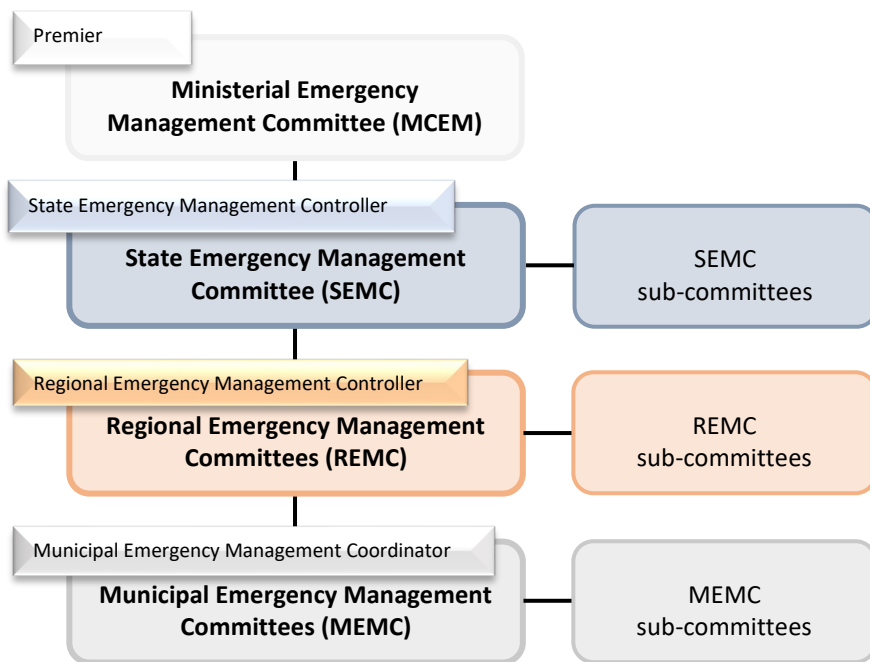 Premier
Ministerial Emergency
Management Committee (MCEM)
State Emergency Management Controller
State Emergency Management
Committee (SEMC)
SEMC
sub-committees
Regional Emergency Management Controller
Regional Emergency Management
Committees (REMC)
REMC
sub-committees
Municipal Emergency Management Coordinator
Municipal Emergency Management
Committees (MEMC)
MEMC
sub-committees